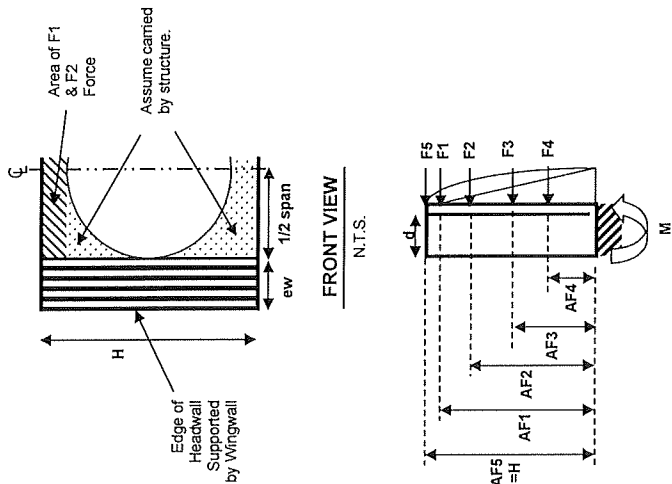 Area of F1
& F2
Force
Assume carried
by structure.
℄
1/2 span
ew
H
Edge of
Headwall
Supported
by Wingwall
FRONT VIEW
N.T.S.
F5
F1
F2
F3
F4
d
M
AF4
AF3
AF2
AF1
AF5
=H